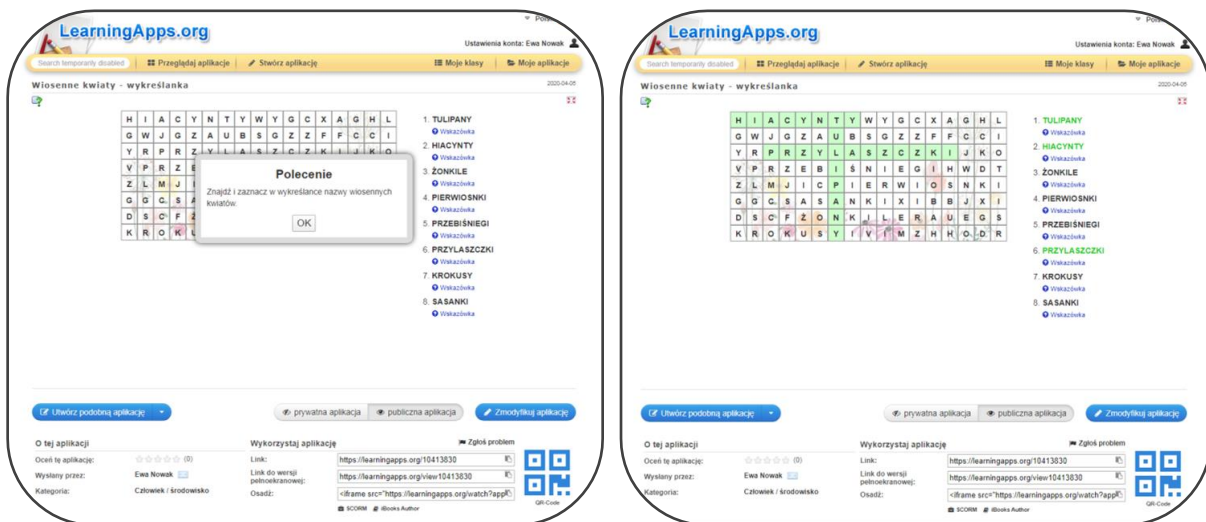 LearningApps.org
Ustawienia konta: Ewa Nowak
Search temporarily disabled
Przeglądaj aplikacje
Stwórz aplikację
Moje klasy
Moje aplikacje
Wiosenne kwiaty - wykreślanka
2020-04-05
H I A C Y N T Y W Y G C X A G H L
G W J G Z A U B S G Z Z F F C C I
Y R P R Z Y L A S Z C Z K I J K O
V P R Z E
Z L M J I
G G C S A
D S C F Ż
K R O K U
Polecenie
Znajdź i zaznacz w wykreślance nazwy wiosennych
kwiatów.
OK
1. TULIPANY
Wskazówka
2. HIACYNTY
Wskazówka
3. ŻONKILE
Wskazówka
4. PIERWIOSNKI
Wskazówka
5. PRZEBIŚNIEGI
Wskazówka
6. PRZYLASZCZKI
Wskazówka
7. KROKUSY
Wskazówka
8. SASANKI
Wskazówka
Utwórz podobną aplikację
prywatna aplikacja
publiczna aplikacja
Zmodyfikuj aplikację
O tej aplikacji
Oceń tę aplikację: (0)
Wysłany przez: Ewa Nowak
Kategoria: Człowiek / środowisko
Wykorzystaj aplikację
Zgłoś problem
Link: https://learningapps.org/10413830
Link do wersji pełnoekranowej: https://learningapps.org/view10413830
Osadź: <iframe src="https://learningapps.org/watch?app
SCORM iBooks Author
QR-Code
LearningApps.org
Ustawienia konta: Ewa Nowak
Search temporarily disabled
Przeglądaj aplikacje
Stwórz aplikację
Moje klasy
Moje aplikacje
Wiosenne kwiaty - wykreślanka
2020-04-05
H I A C Y N T Y W Y G C X A G H L
G W J G Z A U B S G Z Z F F C C I
Y R P R Z Y L A S Z C Z K I J K O
V P R Z E B I Ś N I E G I H W D T
Z L M J I C P I E R W I O S N K I
G G C S A S A N K I X I B B J X I
D S C F Ż O N K I L E R A U E G S
K R O K U S Y I V I M Z H H O D R
1. TULIPANY
Wskazówka
2. HIACYNTY
Wskazówka
3. ŻONKILE
Wskazówka
4. PIERWIOSNKI
Wskazówka
5. PRZEBIŚNIEGI
Wskazówka
6. PRZYLASZCZKI
Wskazówka
7. KROKUSY
Wskazówka
8. SASANKI
Wskazówka
Utwórz podobną aplikację
prywatna aplikacja
publiczna aplikacja
Zmodyfikuj aplikację
O tej aplikacji
Oceń tę aplikację: (0)
Wysłany przez: Ewa Nowak
Kategoria: Człowiek / środowisko
Wykorzystaj aplikację
Zgłoś problem
Link: https://learningapps.org/10413830
Link do wersji pełnoekranowej: https://learningapps.org/view10413830
Osadź: <iframe src="https://learningapps.org/watch?app
SCORM iBooks Author
QR-Code